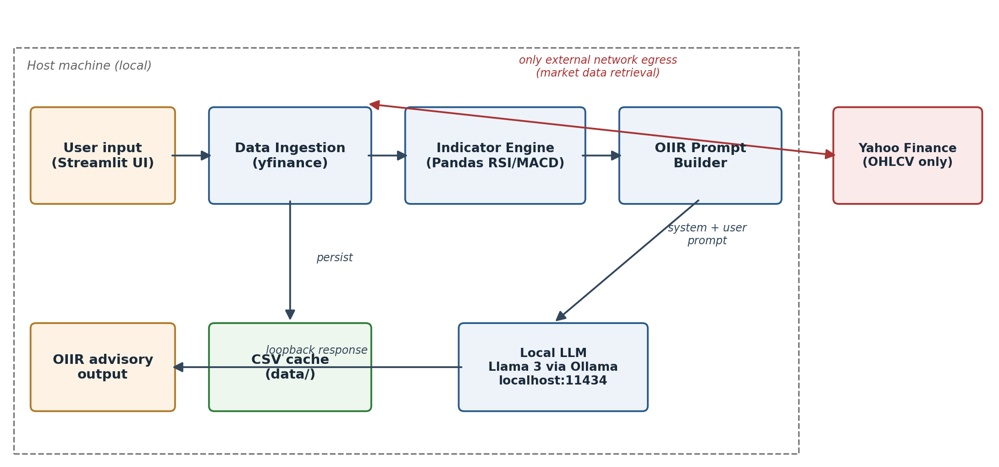 Host machine (local)
only external network egress
(market data retrieval)
User input
(Streamlit UI)
Data Ingestion
(yfinance)
Indicator Engine
(Pandas RSI/MACD)
OIIR Prompt
Builder
Yahoo Finance
(OHLCV only)
system + user
prompt
persist
OIIR advisory
output
loopback response
CSV cache
(data/)
Local LLM
Llama 3 via Ollama
localhost:11434